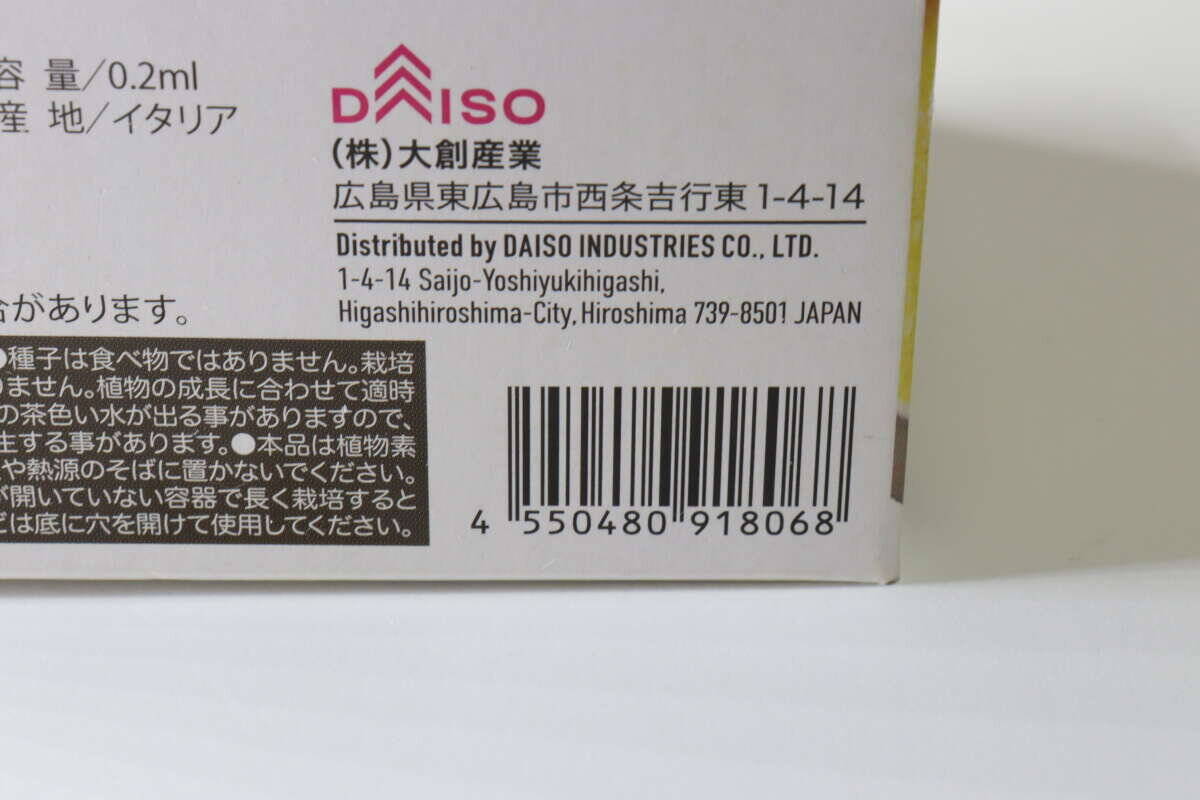 容 量/0.2ml
産 地/イタリア
DAISO
(株)大創産業
広島県東広島市西条吉行東1-4-14
Distributed by DAISO INDUSTRIES CO., LTD.
1-4-14 Saijo-Yoshiyukihigashi,
Higashihiroshima-City, Hiroshima 739-8501 JAPAN
があります。
●種子は食べ物ではありません。栽培
りません。植物の成長に合わせて適時
の茶色い水が出る事がありますので、
生する事があります。●本品は植物素
や熱源のそばに置かないでください。
が開いていない容器で長く栽培すると
は底に穴を開けて使用してください。
4 550480 918068